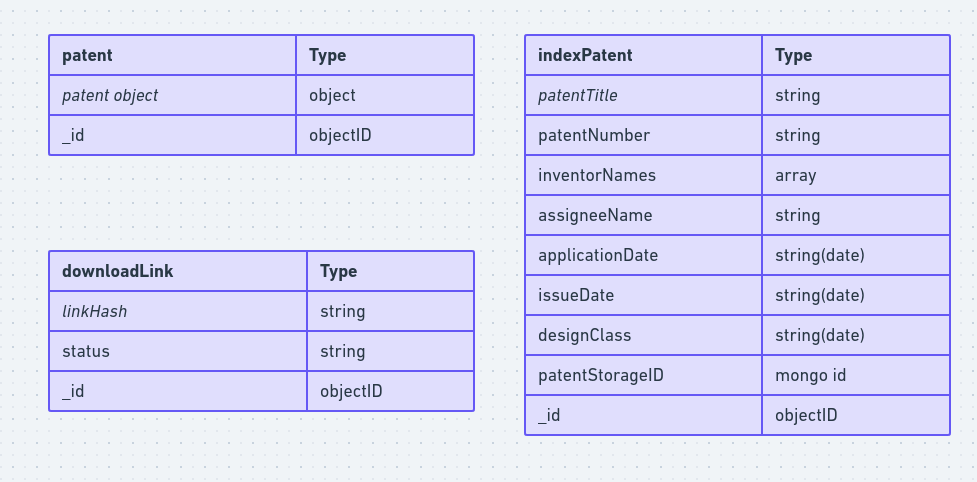 patent Type
patent object object
_id objectID
downloadLink Type
linkHash string
status string
_id objectID
indexPatent Type
patentTitle string
patentNumber string
inventorNames array
assigneeName string
applicationDate string(date)
issueDate string(date)
designClass string(date)
patentStorageID mongo id
_id objectID